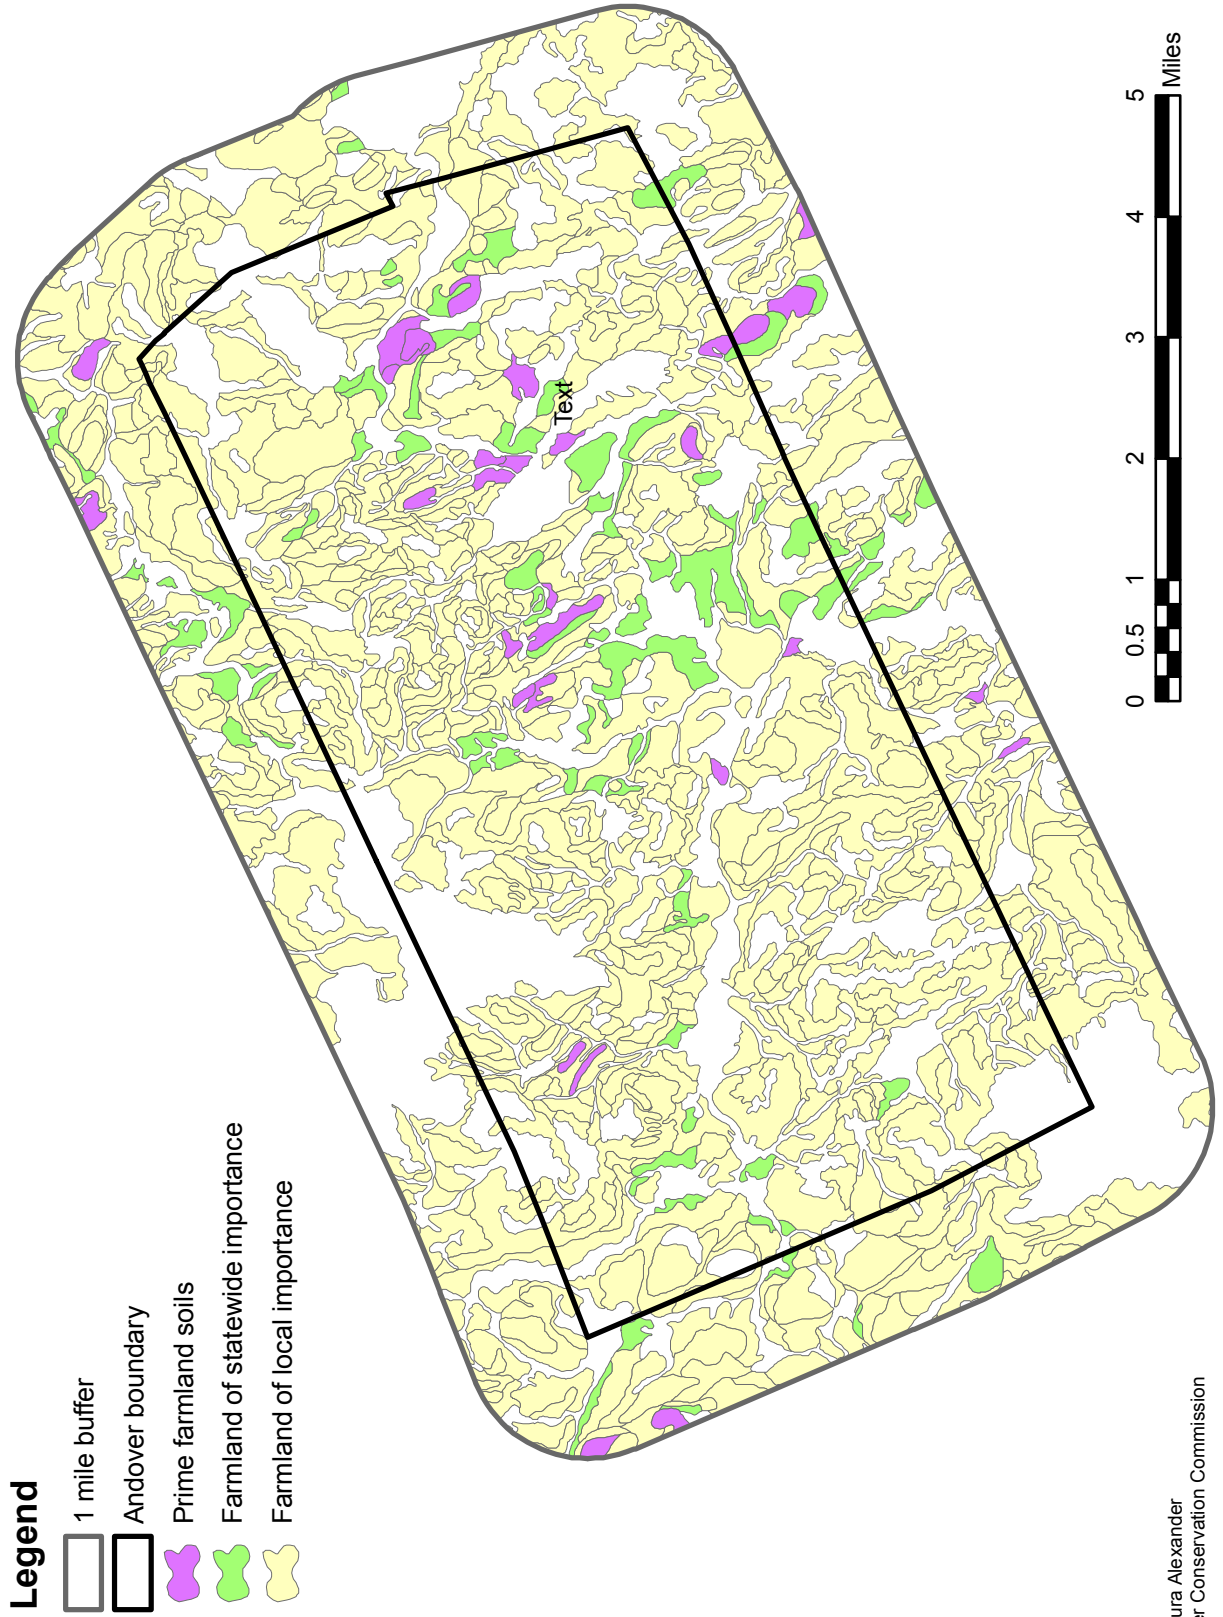 Legend
1 mile buffer
Andover boundary
Prime farmland soils
Farmland of statewide importance
Farmland of local importance
Text
0 0.5 1 2 3 4 5
Miles
ura Alexander
er Conservation Commission